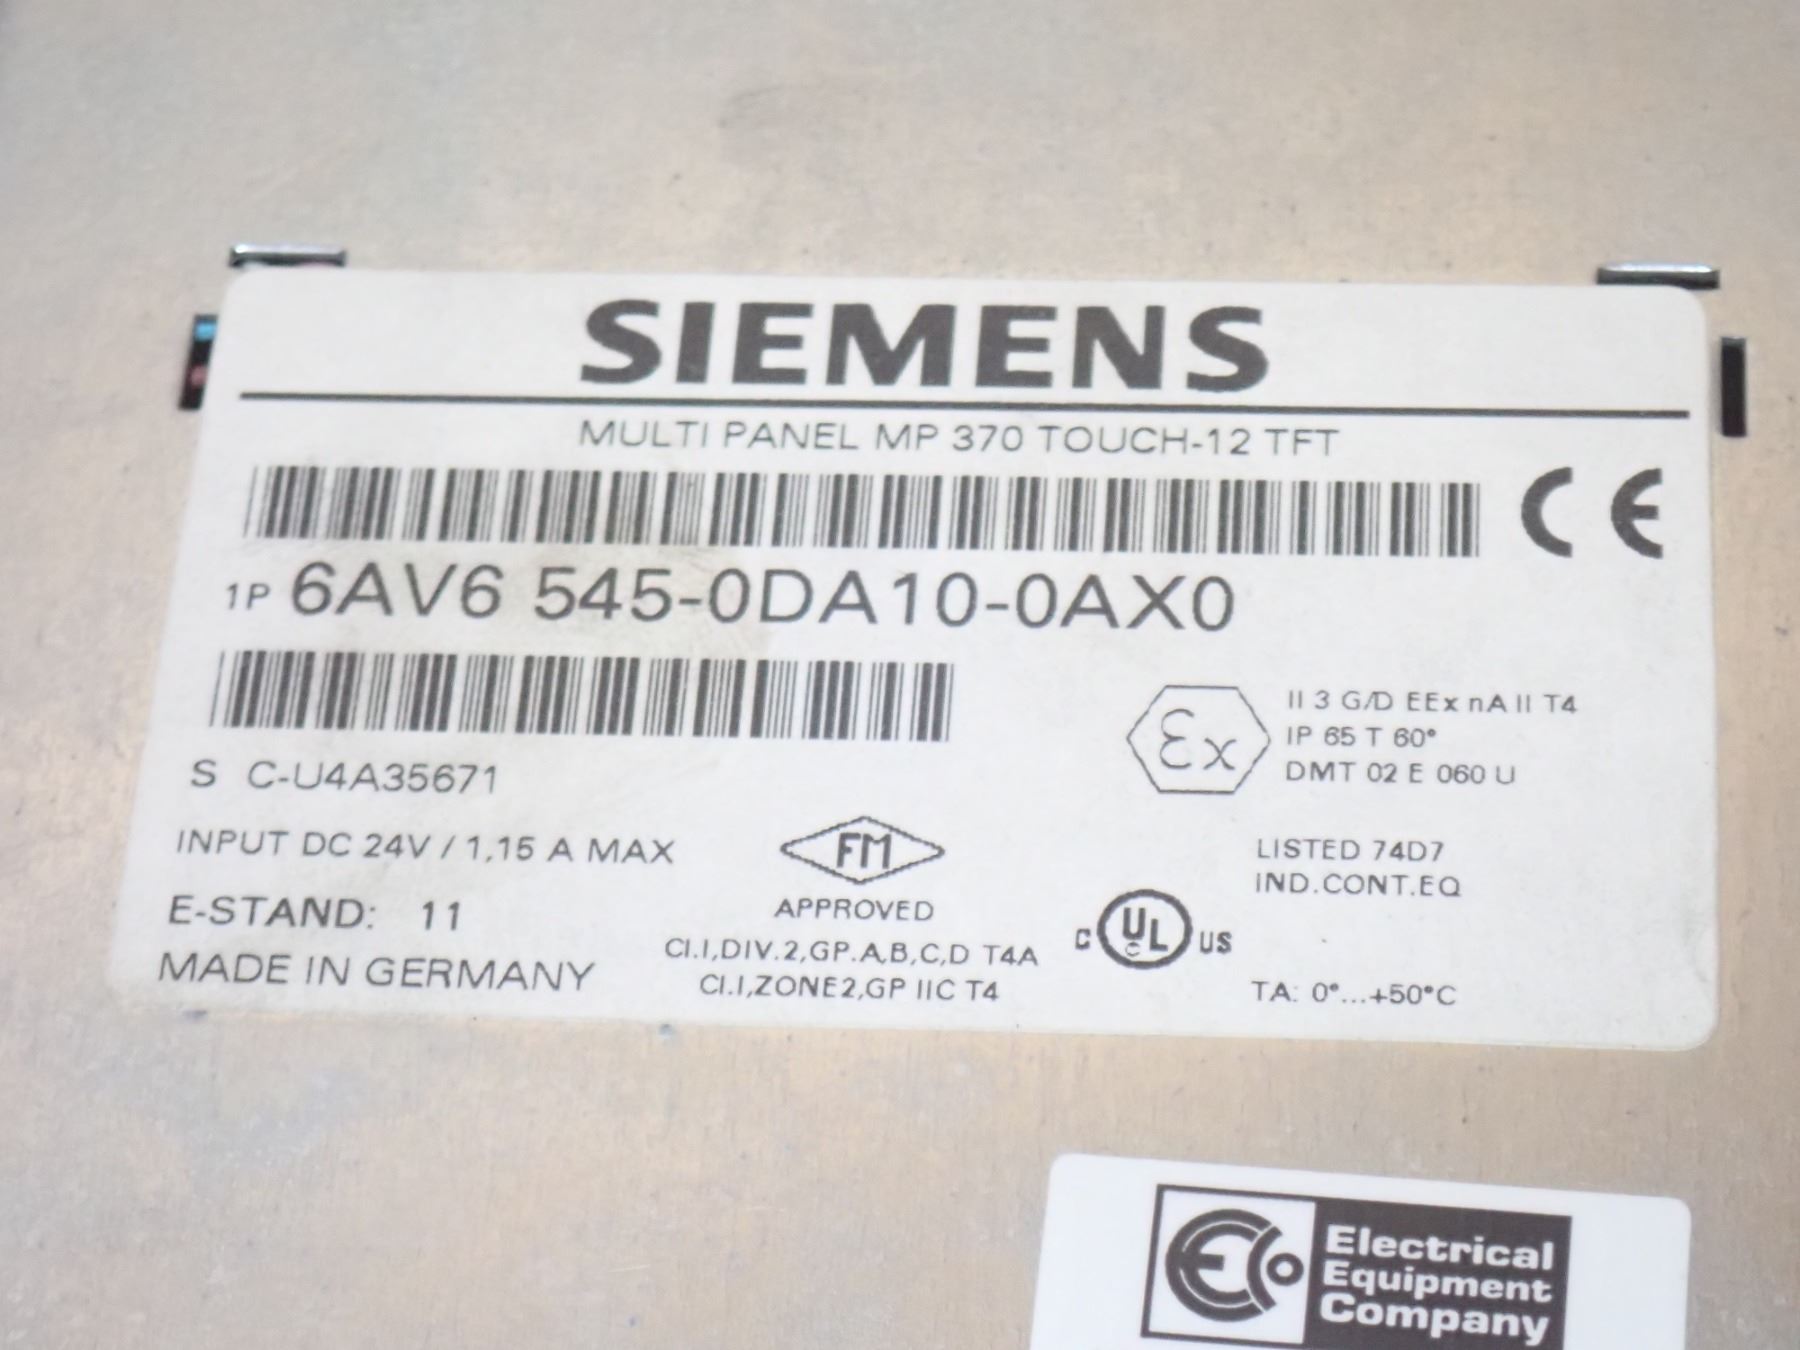 SIEMENS
MULTI PANEL MP 370 TOUCH-12 TFT
CE
1P 6AV6 545-0DA10-0AX0
S C-U4A35671
Ex
II 3 G/D EEx nA II T4
IP 65 T 60°
DMT 02 E 060 U
INPUT DC 24V / 1,15 A MAX
E-STAND: 11
MADE IN GERMANY
FM
APPROVED
Cl.I,DIV.2,GP.A,B,C,D T4A
Cl.I,ZONE2,GP IIC T4
LISTED 74D7
IND.CONT.EQ
C UL US
TA: 0°...+50°C
ECo
Electrical
Equipment
Company